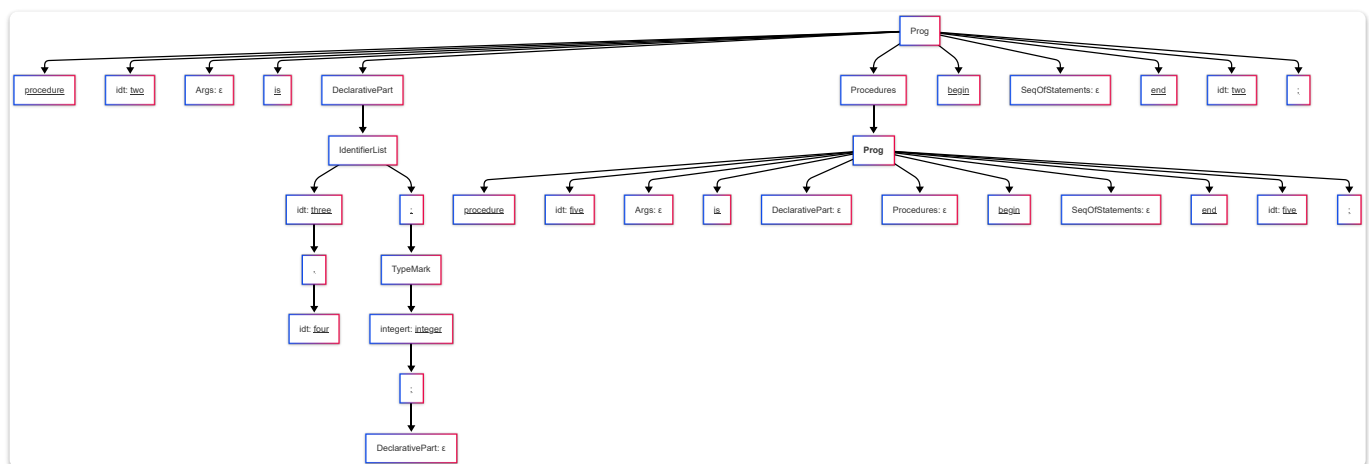 Prog
procedure idt: two Args: ε is DeclarativePart Procedures begin SeqOfStatements: ε end idt: two ;
IdentifierList Prog
idt: three : procedure idt: five Args: ε is DeclarativePart: ε Procedures: ε begin SeqOfStatements: ε end idt: five ;
, TypeMark
idt: four integert: integer
;
DeclarativePart: ε